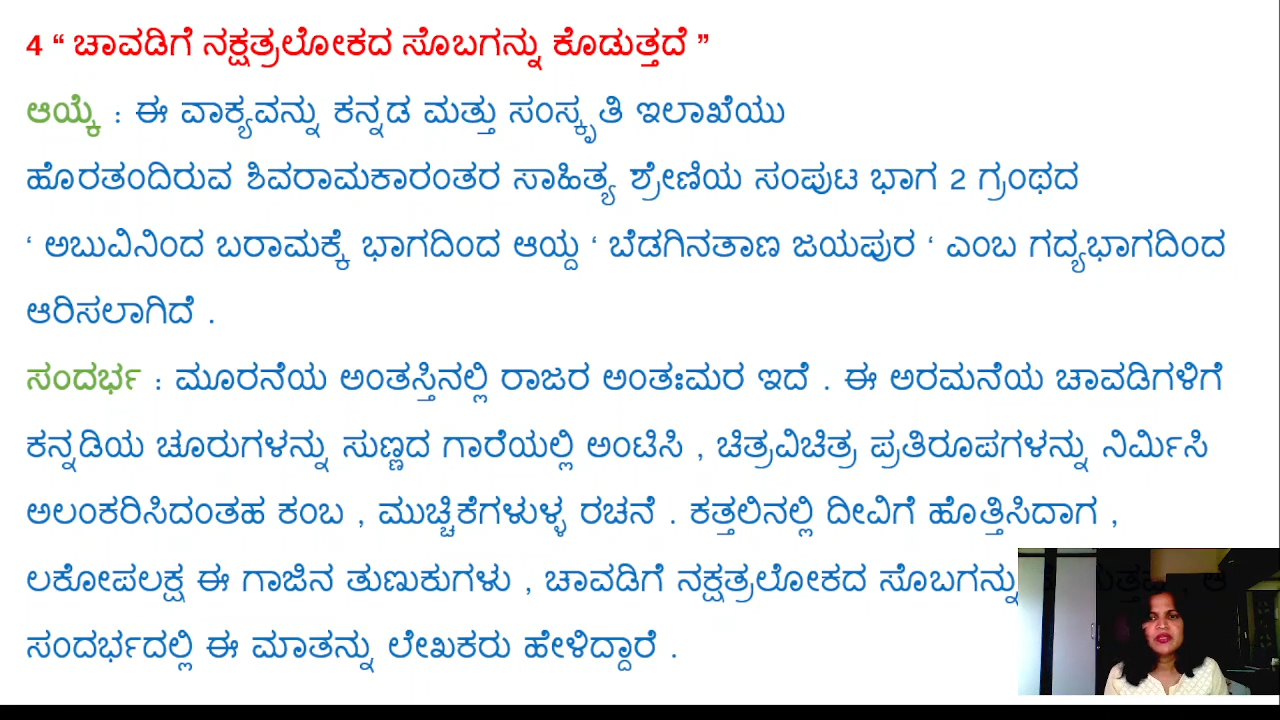 4 “ ಚಾವಡಿಗೆ ನಕ್ಷತ್ರಲೋಕದ ಸೊಬಗನ್ನು ಕೊಡುತ್ತದೆ ”
ಆಯ್ಕೆ : ಈ ವಾಕ್ಯವನ್ನು ಕನ್ನಡ ಮತ್ತು ಸಂಸ್ಕೃತಿ ಇಲಾಖೆಯು
ಹೊರತಂದಿರುವ ಶಿವರಾಮಕಾರಂತರ ಸಾಹಿತ್ಯ ಶ್ರೇಣಿಯ ಸಂಪುಟ ಭಾಗ 2 ಗ್ರಂಥದ
‘ ಅಬುವಿನಿಂದ ಬರಾಮಕ್ಕೆ ಭಾಗದಿಂದ ಆಯ್ದ ‘ ಬೆಡಗಿನತಾಣ ಜಯಪುರ ‘ ಎಂಬ ಗದ್ಯಭಾಗದಿಂದ
ಆರಿಸಲಾಗಿದೆ .
ಸಂದರ್ಭ : ಮೂರನೆಯ ಅಂತಸ್ತಿನಲ್ಲಿ ರಾಜರ ಅಂತಃಮರ ಇದೆ . ಈ ಅರಮನೆಯ ಚಾವಡಿಗಳಿಗೆ
ಕನ್ನಡಿಯ ಚೂರುಗಳನ್ನು ಸುಣ್ಣದ ಗಾರೆಯಲ್ಲಿ ಅಂಟಿಸಿ , ಚಿತ್ರವಿಚಿತ್ರ ಪ್ರತಿರೂಪಗಳನ್ನು ನಿರ್ಮಿಸಿ
ಅಲಂಕರಿಸಿದಂತಹ ಕಂಬ , ಮುಚ್ಚಿಕೆಗಳುಳ್ಳ ರಚನೆ . ಕತ್ತಲಿನಲ್ಲಿ ದೀವಿಗೆ ಹೊತ್ತಿಸಿದಾಗ ,
ಲಕೋಪಲಕ್ಷ ಈ ಗಾಜಿನ ತುಣುಕುಗಳು , ಚಾವಡಿಗೆ ನಕ್ಷತ್ರಲೋಕದ ಸೊಬಗನ್ನು . ಆ
ಸಂದರ್ಭದಲ್ಲಿ ಈ ಮಾತನ್ನು ಲೇಖಕರು ಹೇಳಿದ್ದಾರೆ .